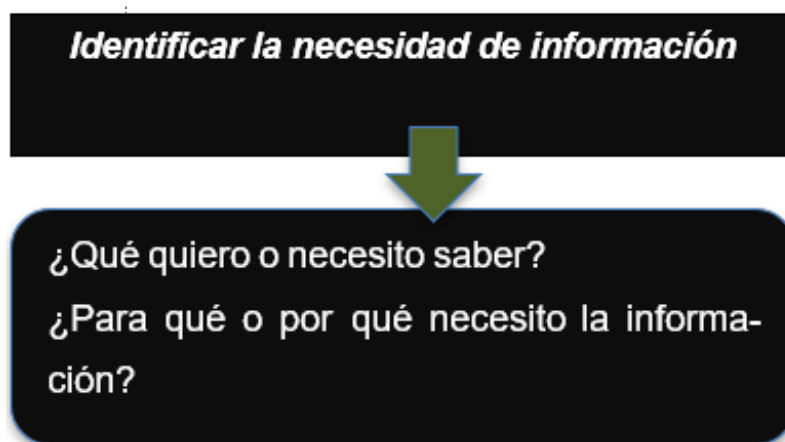 Identificar la necesidad de información
¿Qué quiero o necesito saber?
¿Para qué o por qué necesito la informa-
ción?